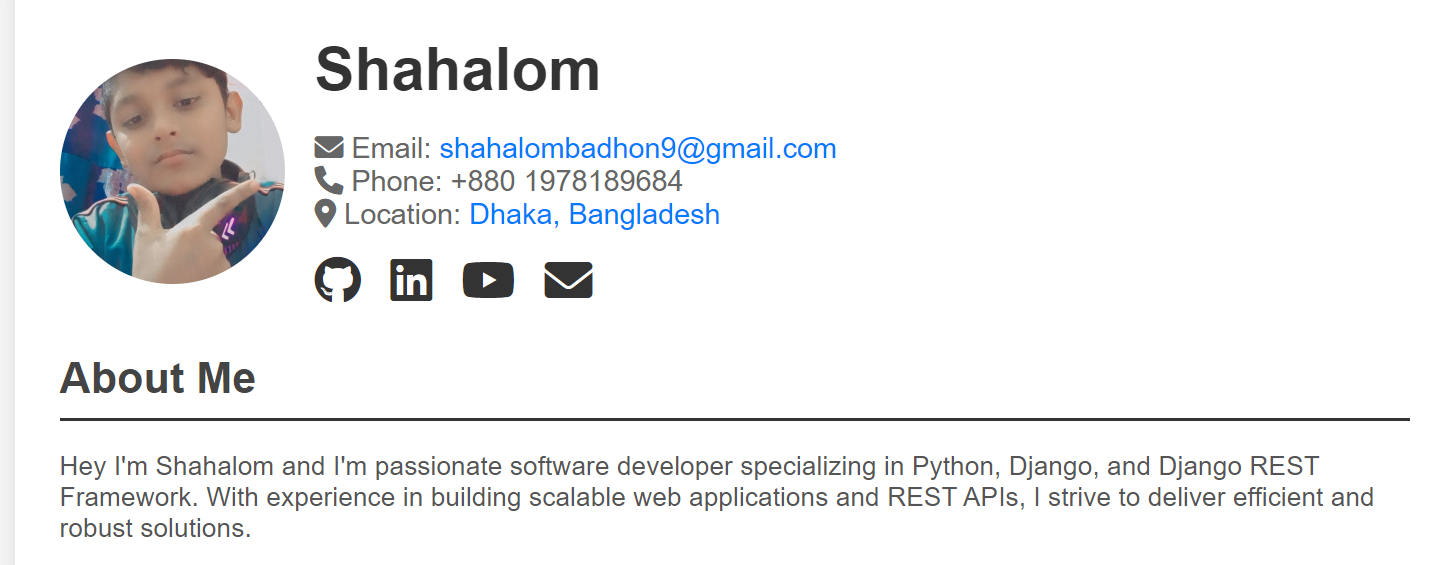 Shahalom
Email: shahalombadhon9@gmail.com
Phone: +880 1978189684
Location: Dhaka, Bangladesh
in
About Me
Hey I'm Shahalom and I'm passionate software developer specializing in Python, Django, and Django REST
Framework. With experience in building scalable web applications and REST APIs, I strive to deliver efficient and
robust solutions.